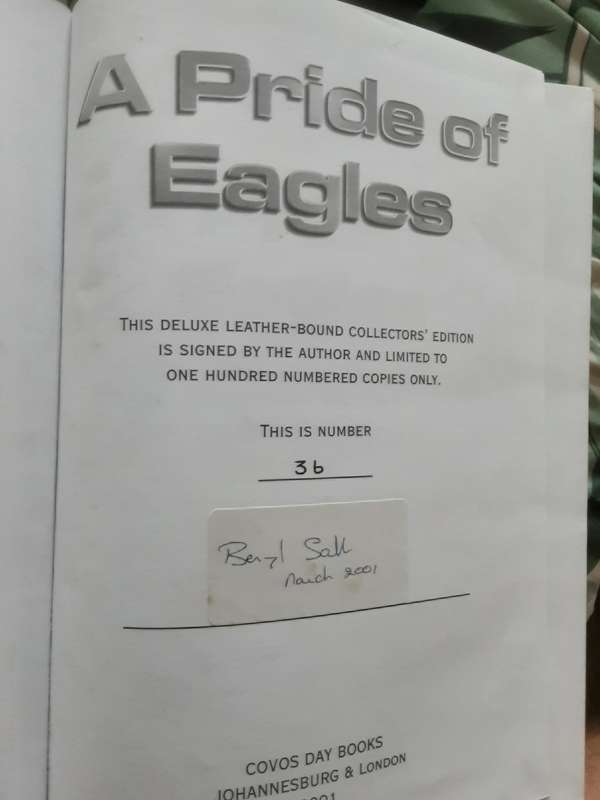 A Pride of
Eagles
THIS DELUXE LEATHER-BOUND COLLECTORS' EDITION
IS SIGNED BY THE AUTHOR AND LIMITED TO
ONE HUNDRED NUMBERED COPIES ONLY.
THIS IS NUMBER
36
Beryl Salt
March 2001
COVOS DAY BOOKS
JOHANNESBURG & LONDON
2001